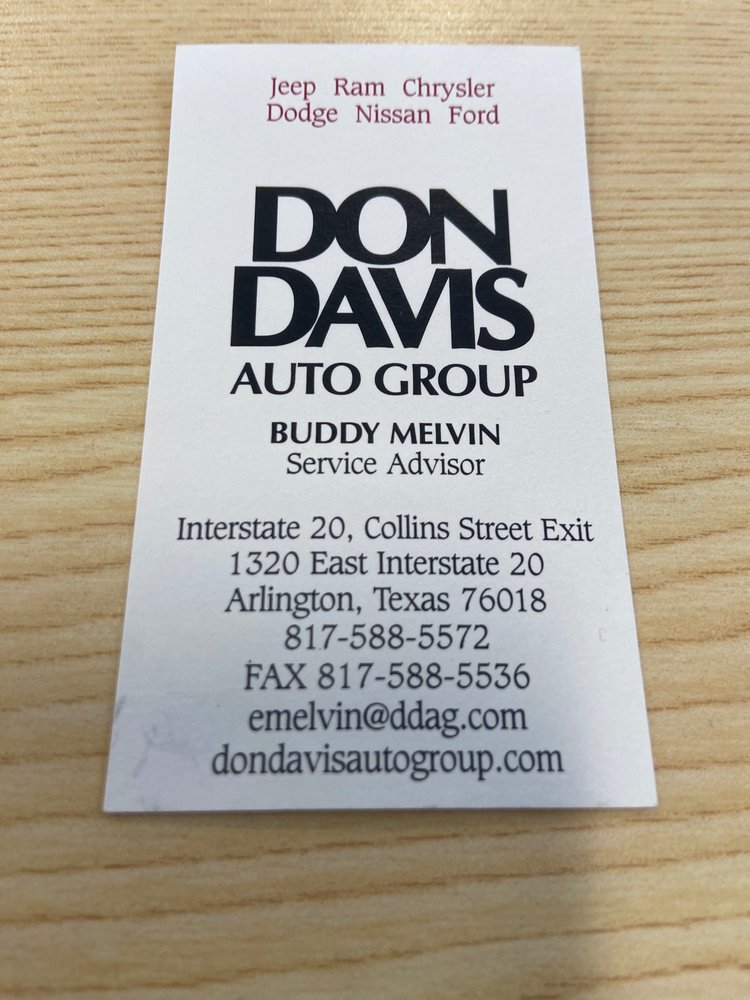 Jeep Ram Chrysler
Dodge Nissan Ford
DON
DAVIS
AUTO GROUP
BUDDY MELVIN
Service Advisor
Interstate 20, Collins Street Exit
1320 East Interstate 20
Arlington, Texas 76018
817-588-5572
FAX 817-588-5536
emelvin@ddag.com
dondavisautogroup.com